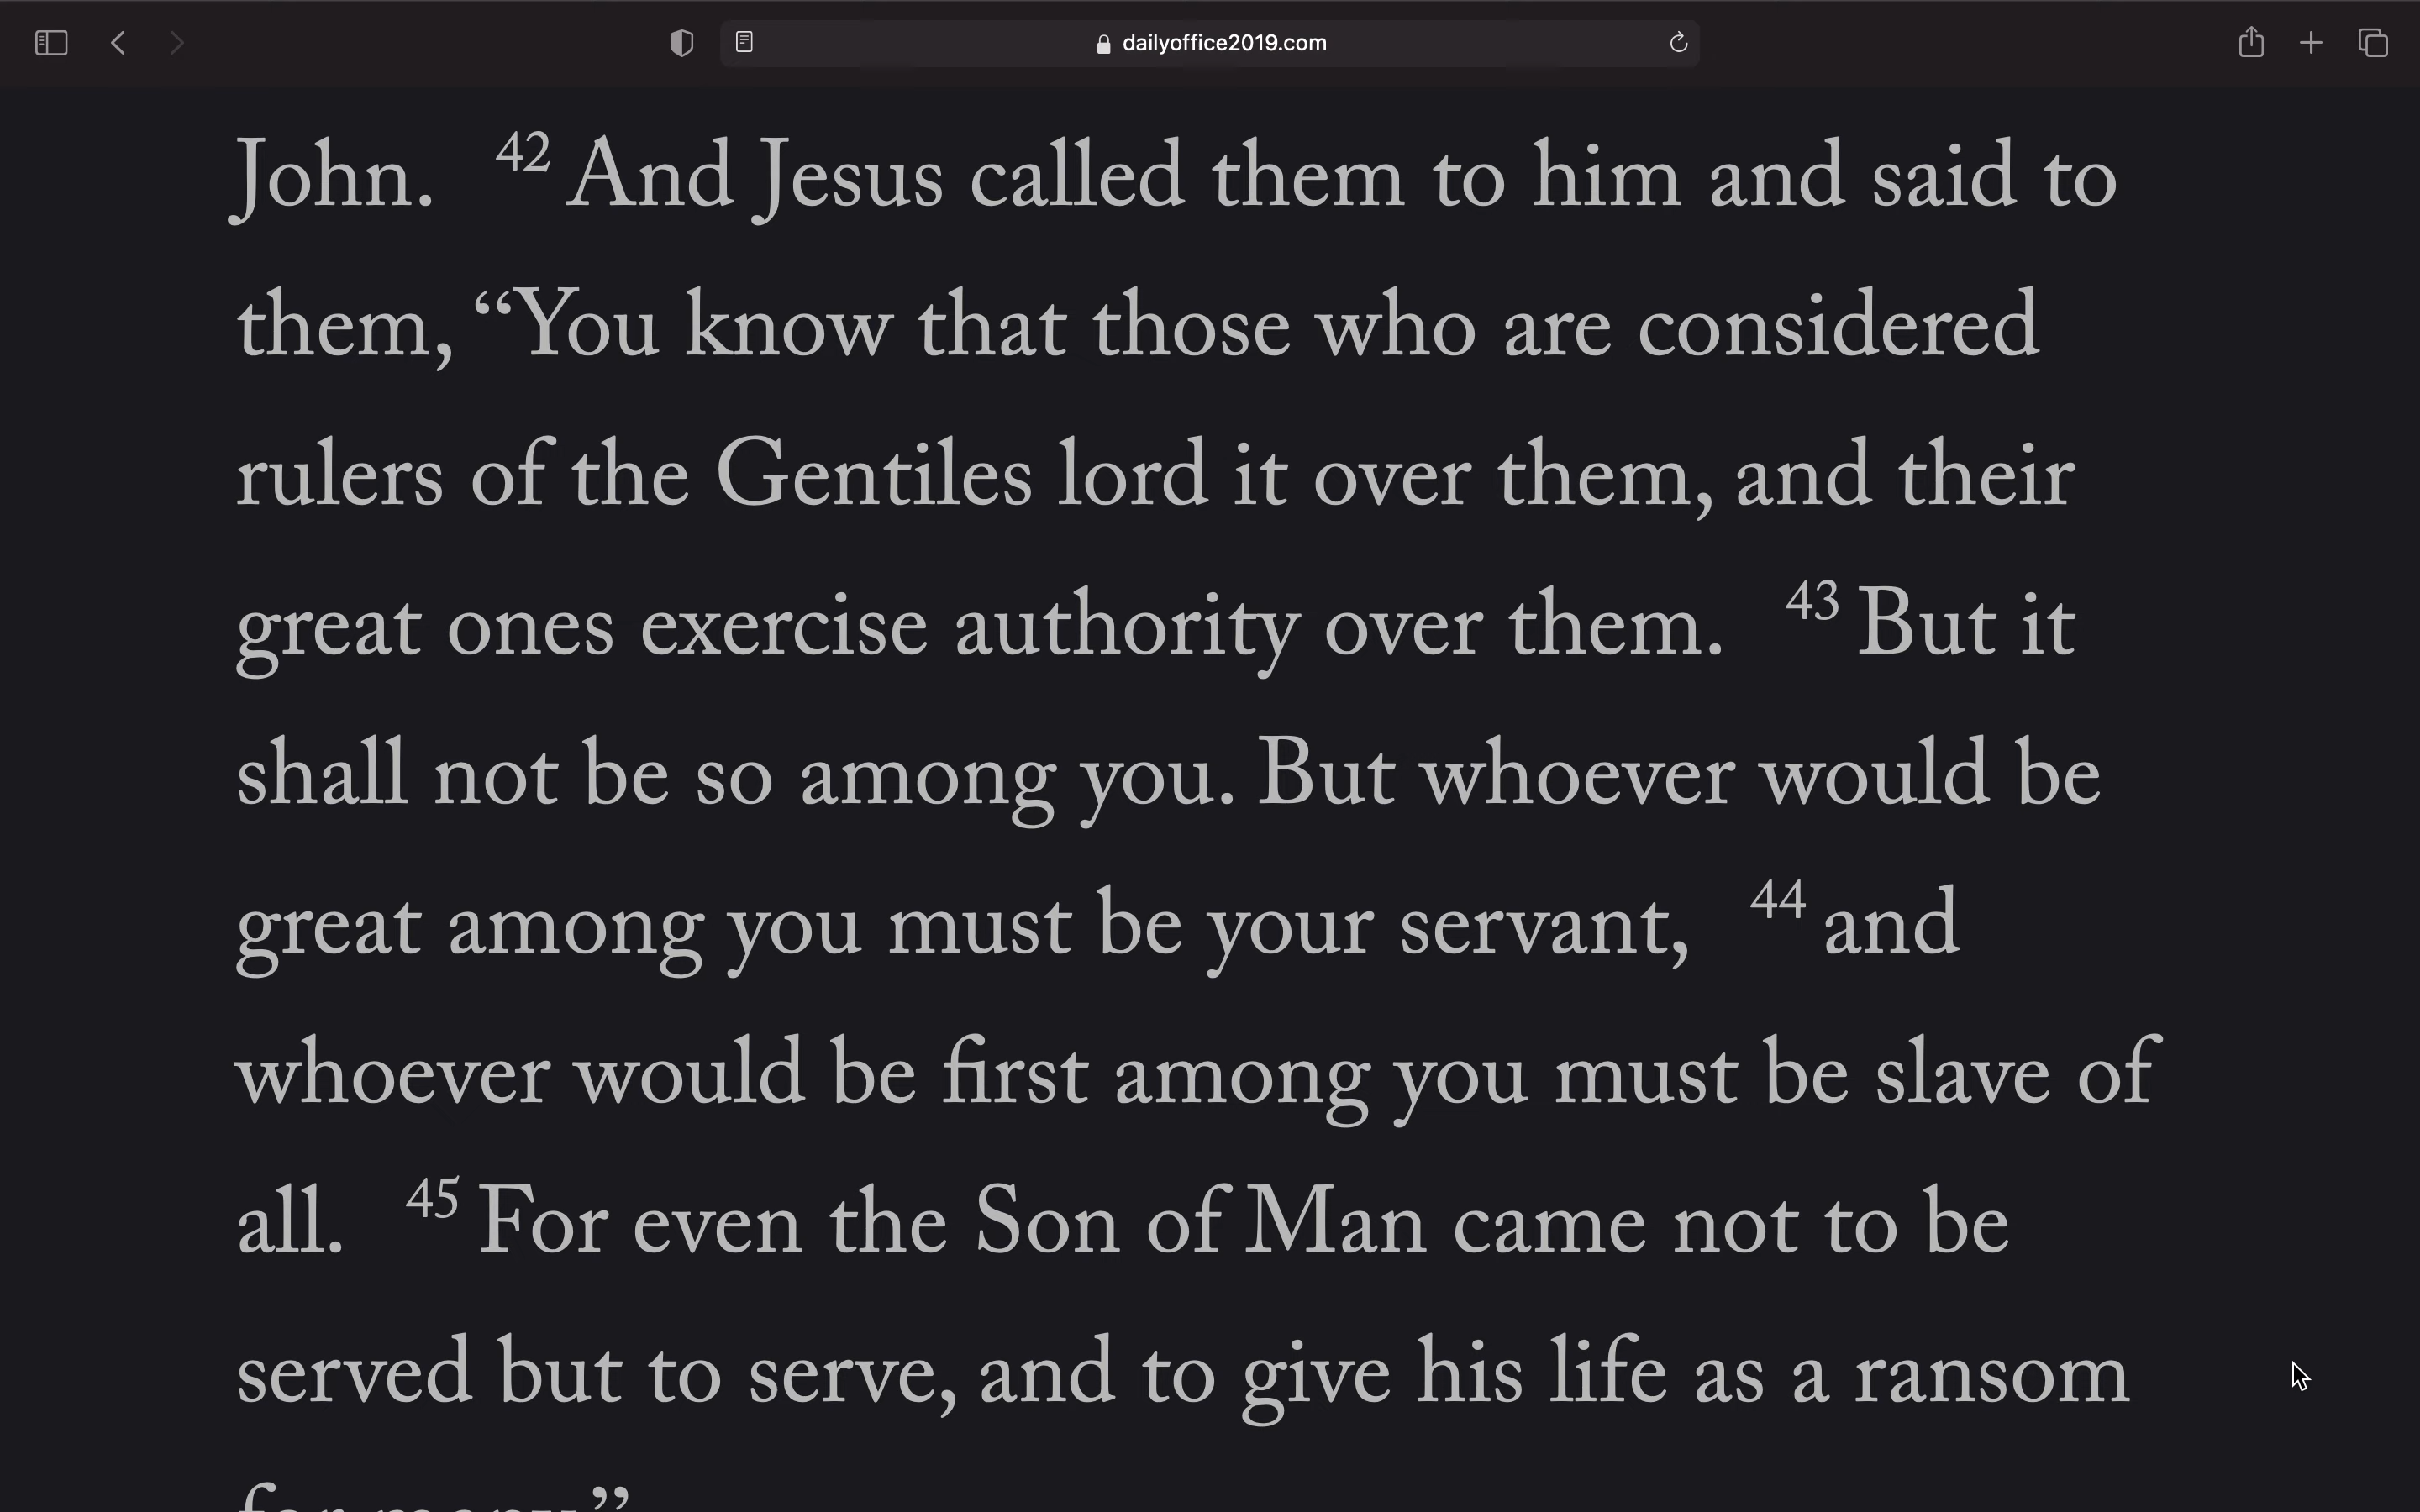 dailyoffice2019.com
John. 42 And Jesus called them to him and said to
them, “You know that those who are considered
rulers of the Gentiles lord it over them, and their
great ones exercise authority over them. 43 But it
shall not be so among you. But whoever would be
great among you must be your servant, 44 and
whoever would be first among you must be slave of
all. 45 For even the Son of Man came not to be
served but to serve, and to give his life as a ransom
for many.”